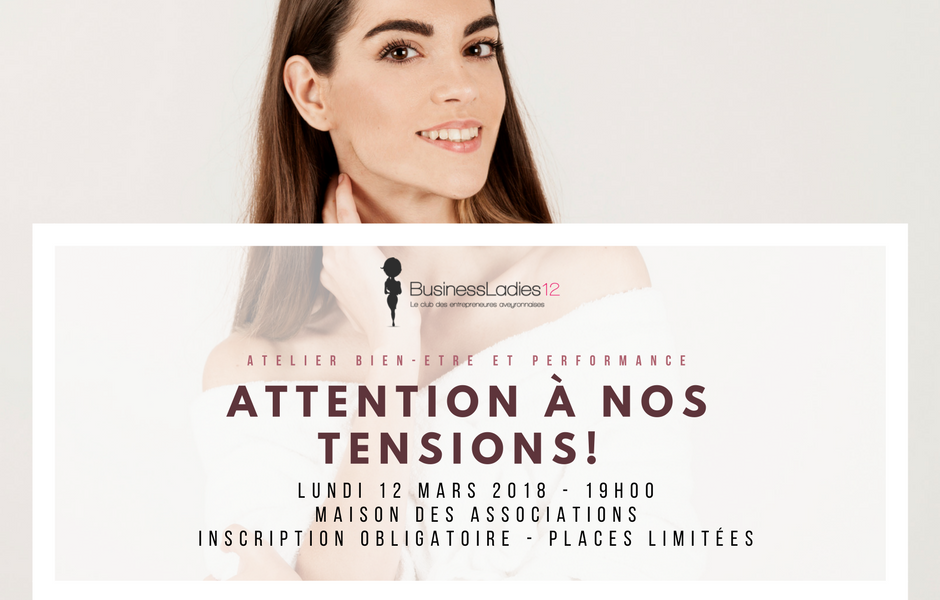 BusinessLadies12
Le club des entrepreneures aveyronnaises
ATELIER BIEN-ETRE ET PERFORMANCE
ATTENTION À NOS
TENSIONS!
LUNDI 12 MARS 2018 - 19H00
MAISON DES ASSOCIATIONS
INSCRIPTION OBLIGATOIRE - PLACES LIMITÉES